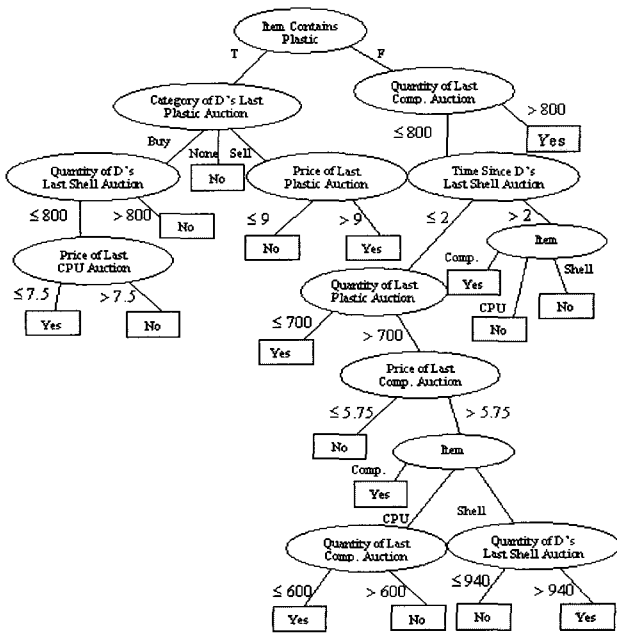 Item Contains
Plastic
T
F
Category of D's Last
Plastic Auction
Quantity of Last
Comp. Auction
> 800
≤ 800
Yes
Buy
None
Sell
No
Quantity of D's
Last Shell Auction
Price of Last
Plastic Auction
Time Since D's
Last Shell Auction
≤ 800
> 800
No
≤ 9
> 9
No
Yes
≤ 2
> 2
Price of Last
CPU Auction
Item
Comp.
Yes
CPU
No
Shell
No
≤ 7.5
> 7.5
Yes
No
Quantity of Last
Plastic Auction
≤ 700
> 700
Yes
Price of Last
Comp. Auction
≤ 5.75
> 5.75
No
Item
Comp.
Yes
CPU
Shell
Quantity of Last
Comp. Auction
Quantity of D's
Last Shell Auction
≤ 600
> 600
≤ 940
> 940
Yes
No
No
Yes